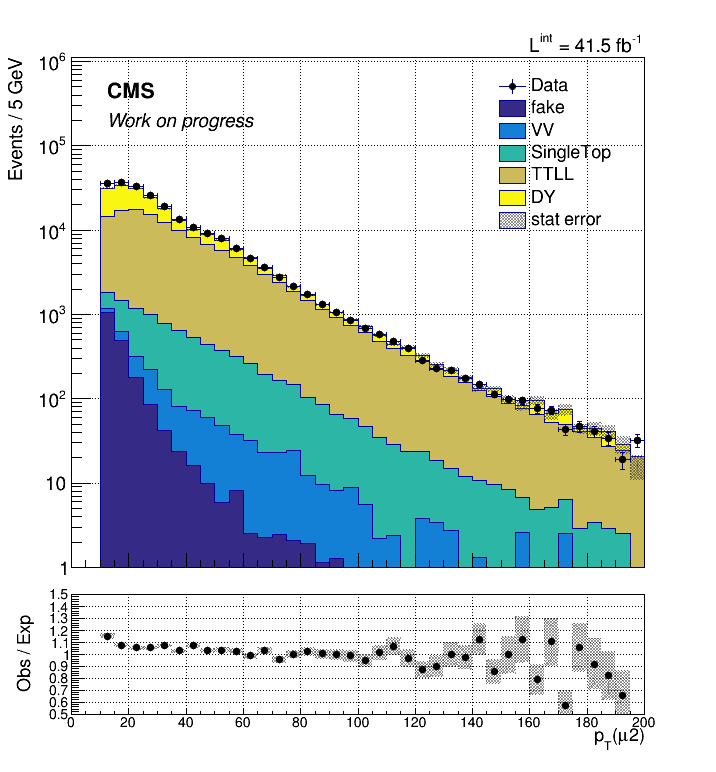 L^int = 41.5 fb^-1
Events / 5 GeV
10^6
10^5
10^4
10^3
10^2
10
1
CMS
Work on progress
Data
fake
VV
SingleTop
TTLL
DY
stat error
Obs / Exp
1.5
1.4
1.3
1.2
1.1
1
0.9
0.8
0.7
0.6
0.5
0 20 40 60 80 100 120 140 160 180 200
p_T(μ2)